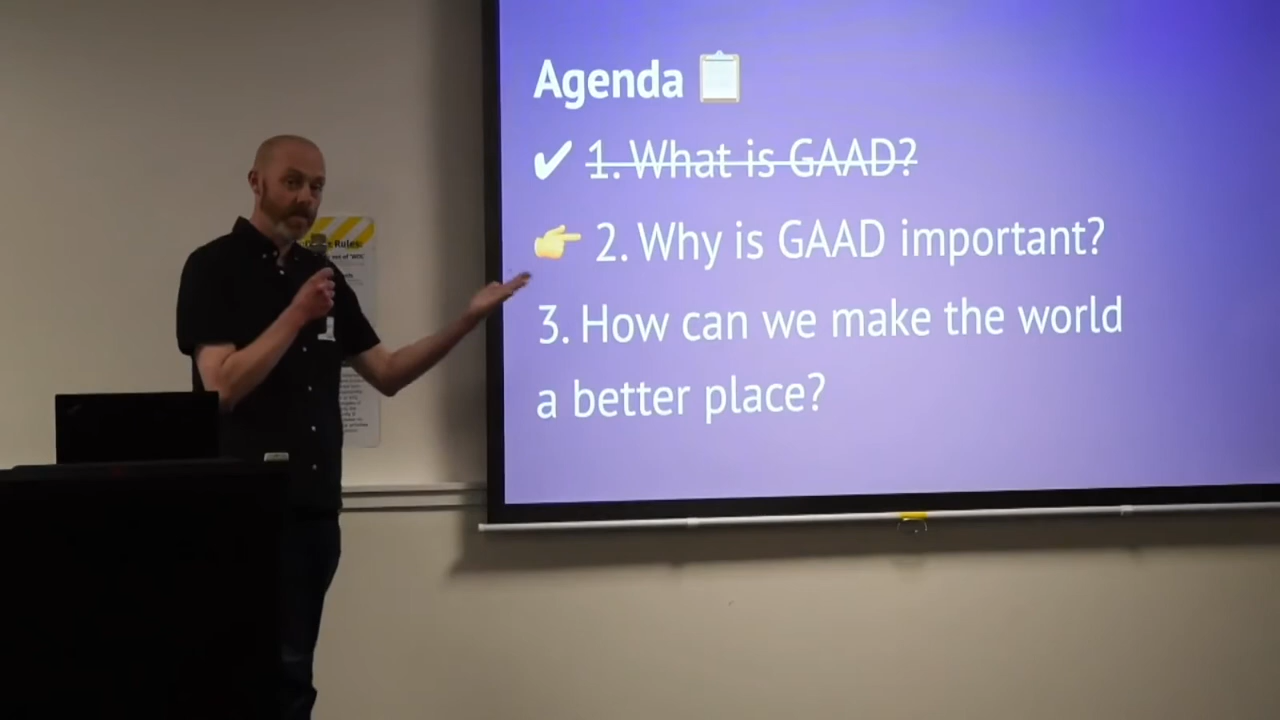 Agenda 📋
✔ 1. What is GAAD?
👉 2. Why is GAAD important?
3. How can we make the world
a better place?
Rules: